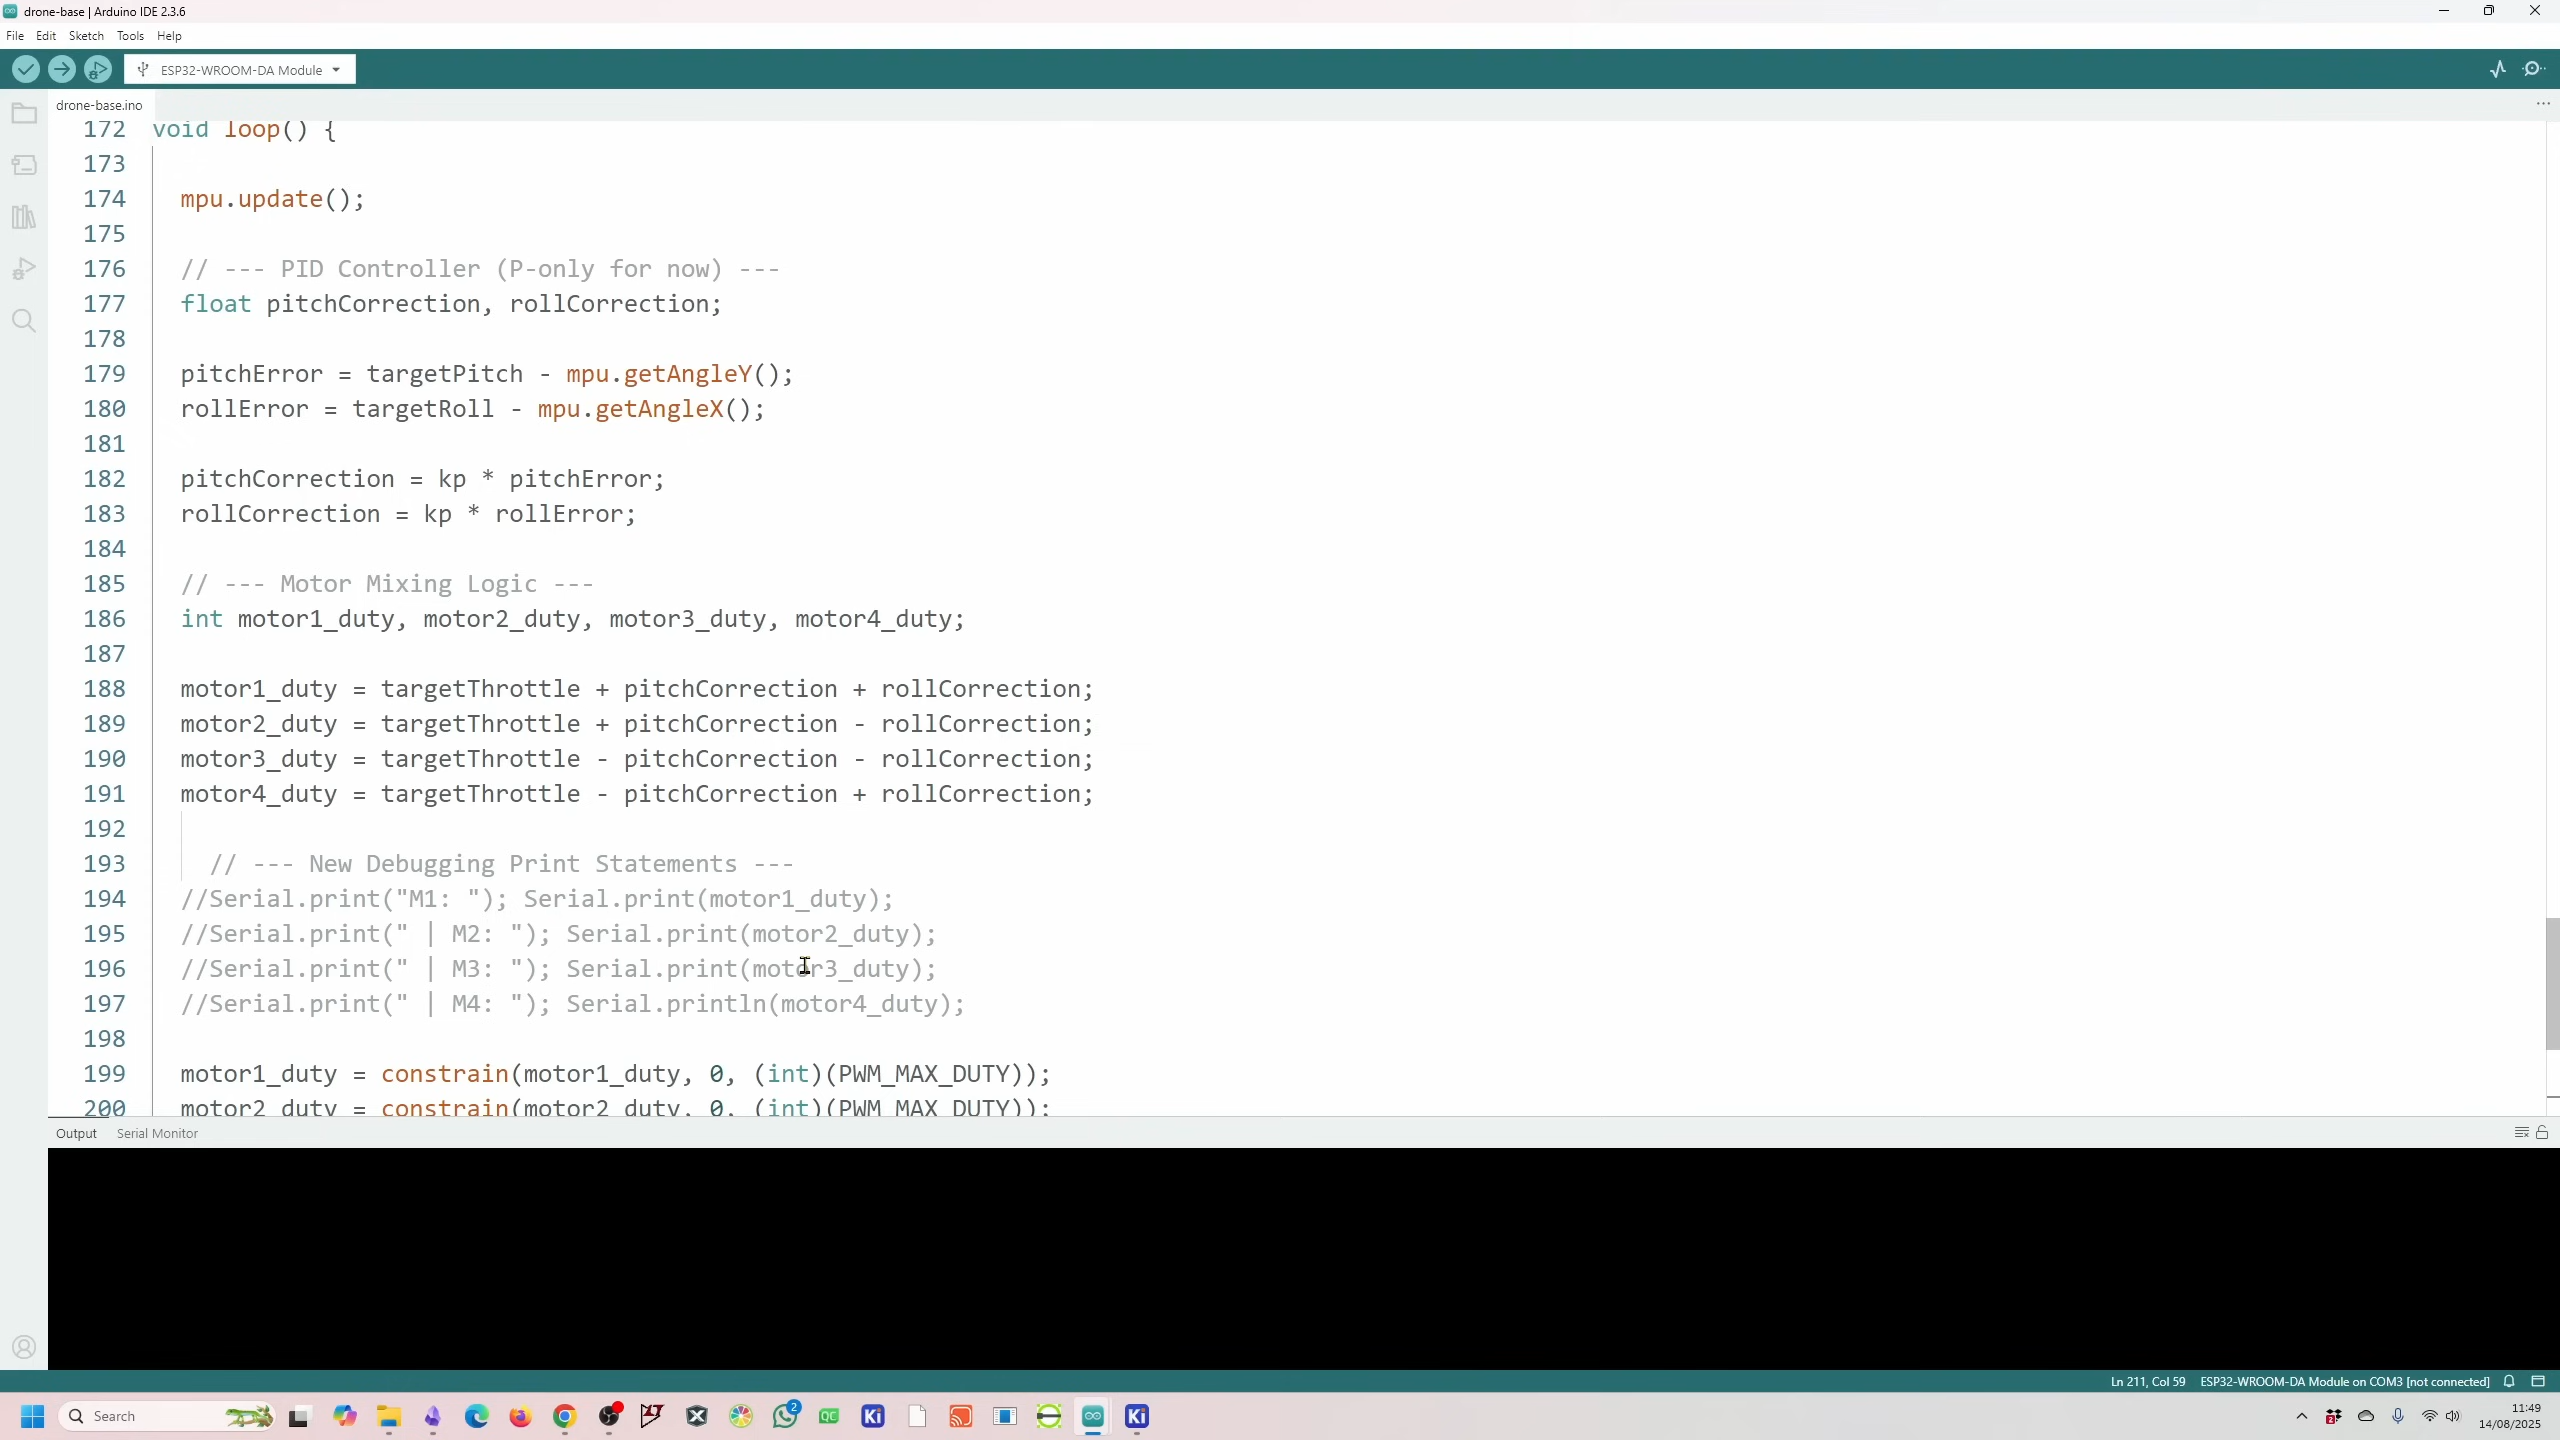 drone-base | Arduino IDE 2.3.6
File Edit Sketch Tools Help
ESP32-WROOM-DA Module
drone-base.ino
172 void loop() {
173
174 mpu.update();
175
176 // --- PID Controller (P-only for now) ---
177 float pitchCorrection, rollCorrection;
178
179 pitchError = targetPitch - mpu.getAngleY();
180 rollError = targetRoll - mpu.getAngleX();
181
182 pitchCorrection = kp * pitchError;
183 rollCorrection = kp * rollError;
184
185 // --- Motor Mixing Logic ---
186 int motor1_duty, motor2_duty, motor3_duty, motor4_duty;
187
188 motor1_duty = targetThrottle + pitchCorrection + rollCorrection;
189 motor2_duty = targetThrottle + pitchCorrection - rollCorrection;
190 motor3_duty = targetThrottle - pitchCorrection - rollCorrection;
191 motor4_duty = targetThrottle - pitchCorrection + rollCorrection;
192
193 // --- New Debugging Print Statements ---
194 //Serial.print("M1: "); Serial.print(motor1_duty);
195 //Serial.print(" | M2: "); Serial.print(motor2_duty);
196 //Serial.print(" | M3: "); Serial.print(motor3_duty);
197 //Serial.print(" | M4: "); Serial.println(motor4_duty);
198
199 motor1_duty = constrain(motor1_duty, 0, (int)(PWM_MAX_DUTY));
200 motor2_duty = constrain(motor2_duty, 0, (int)(PWM_MAX_DUTY));
Output Serial Monitor
Ln 211, Col 59 ESP32-WROOM-DA Module on COM3 [not connected]
Search
2
QC
Ki
Ki
2
11:49
14/08/2025